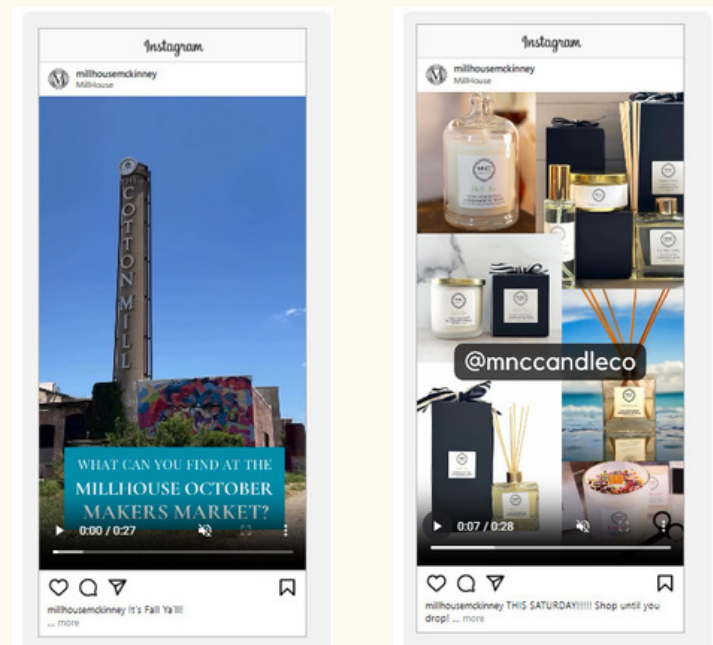 Instagram
millhousemckinney
MillHouse
THE
COTTON MILL
WHAT CAN YOU FIND AT THE
MILLHOUSE OCTOBER
MAKERS MARKET?
0:00 / 0:27
millhousemckinney It's Fall Ya'll!
... more
Instagram
millhousemckinney
MillHouse
MNC
@mnccandleco
0:07 / 0:28
millhousemckinney THIS SATURDAY!!!!! Shop until you
drop! ... more